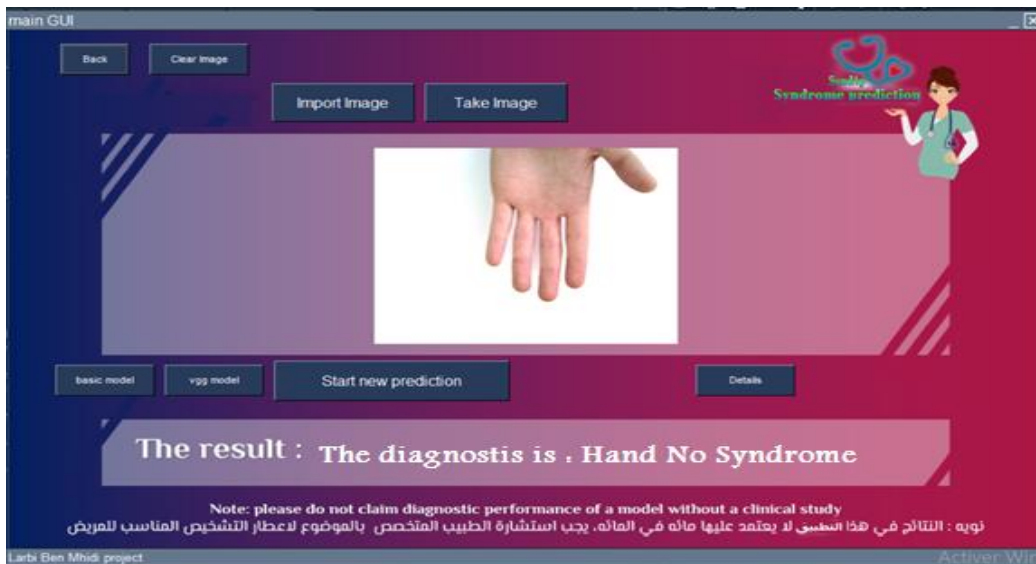 main GUI
Back
Clear Image
Import Image
Take Image
Syndrome prediction
basic model
vgg model
Start new prediction
Details
The result : The diagnostis is : Hand No Syndrome
Note: please do not claim diagnostic performance of a model without a clinical study
نويه : النتائج في هذا التطبيق لا يعتمد عليها مائه في المائه، يجب استشارة الطبيب المتخصص بالموضوع لاعطار التشخيص المناسب للمريض
Larbi Ben Mhidi project
Activer Win